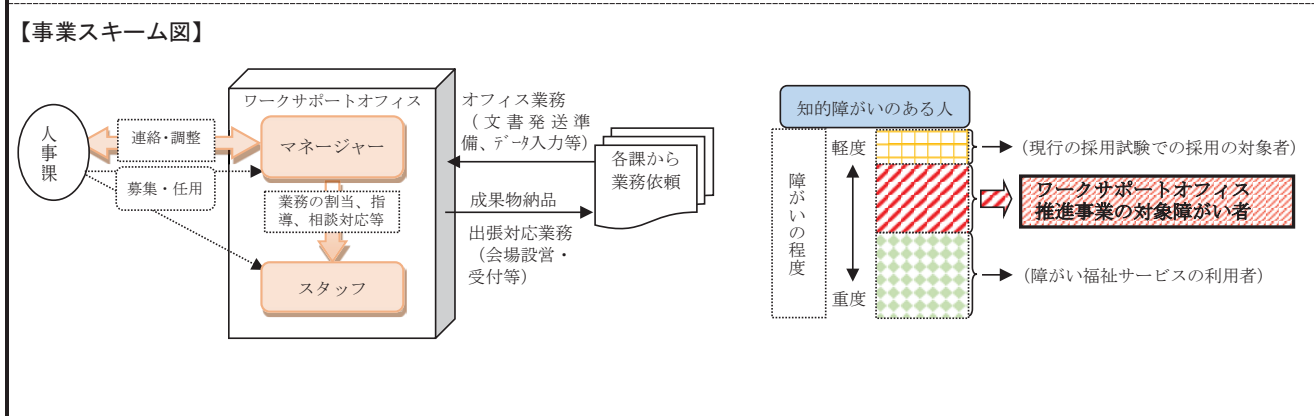 【事業スキーム図】
人
事
課
連絡・調整
募集・任用
ワークサポートオフィス
マネージャー
業務の割当、指
導、相談対応等
スタッフ
オフィス業務
（文書発送準
備、データ入力等）
成果物納品
出張対応業務
（会場設営・
受付等）
各課から
業務依頼
知的障がいのある人
障がいの程度
軽度
重度
(現行の採用試験での採用の対象者)
ワークサポートオフィス
推進事業の対象障がい者
(障がい福祉サービスの利用者)